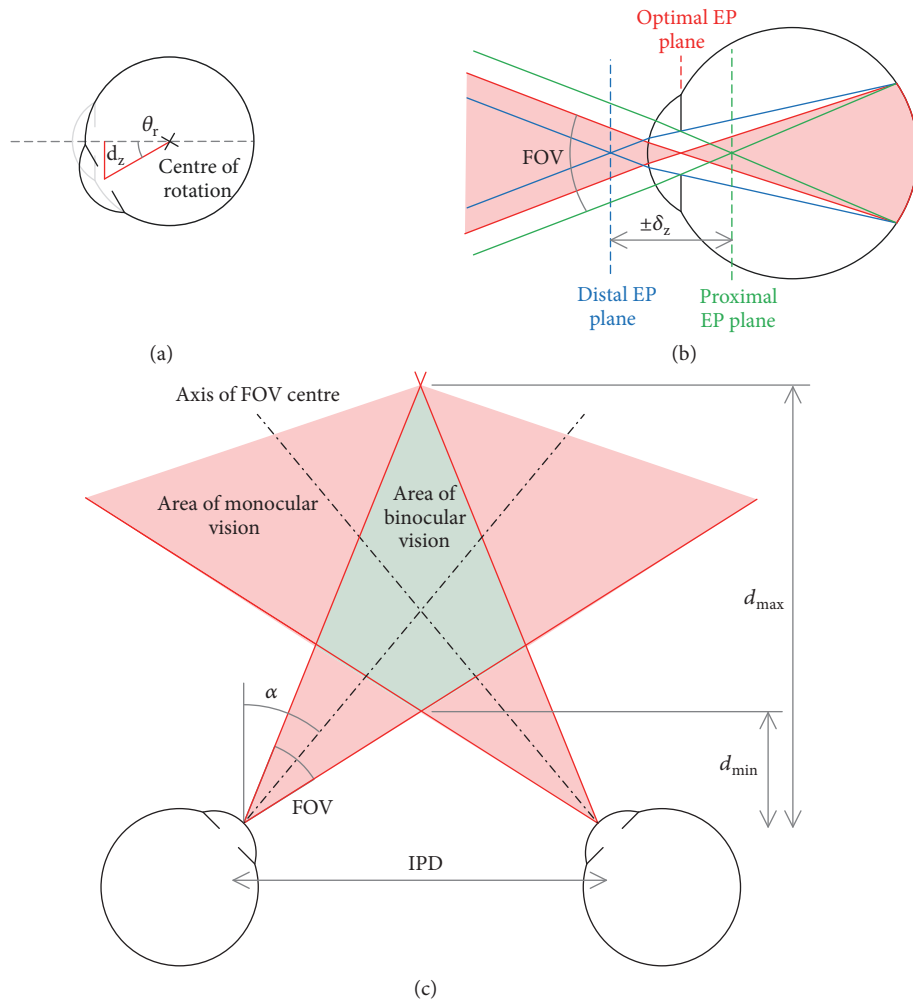 θr
dz
Centre of
rotation
(a)
Optimal EP
plane
FOV
±δz
Distal EP
plane
Proximal
EP plane
(b)
Axis of FOV centre
Area of monocular
vision
Area of
binocular
vision
dmax
α
dmin
FOV
IPD
(c)